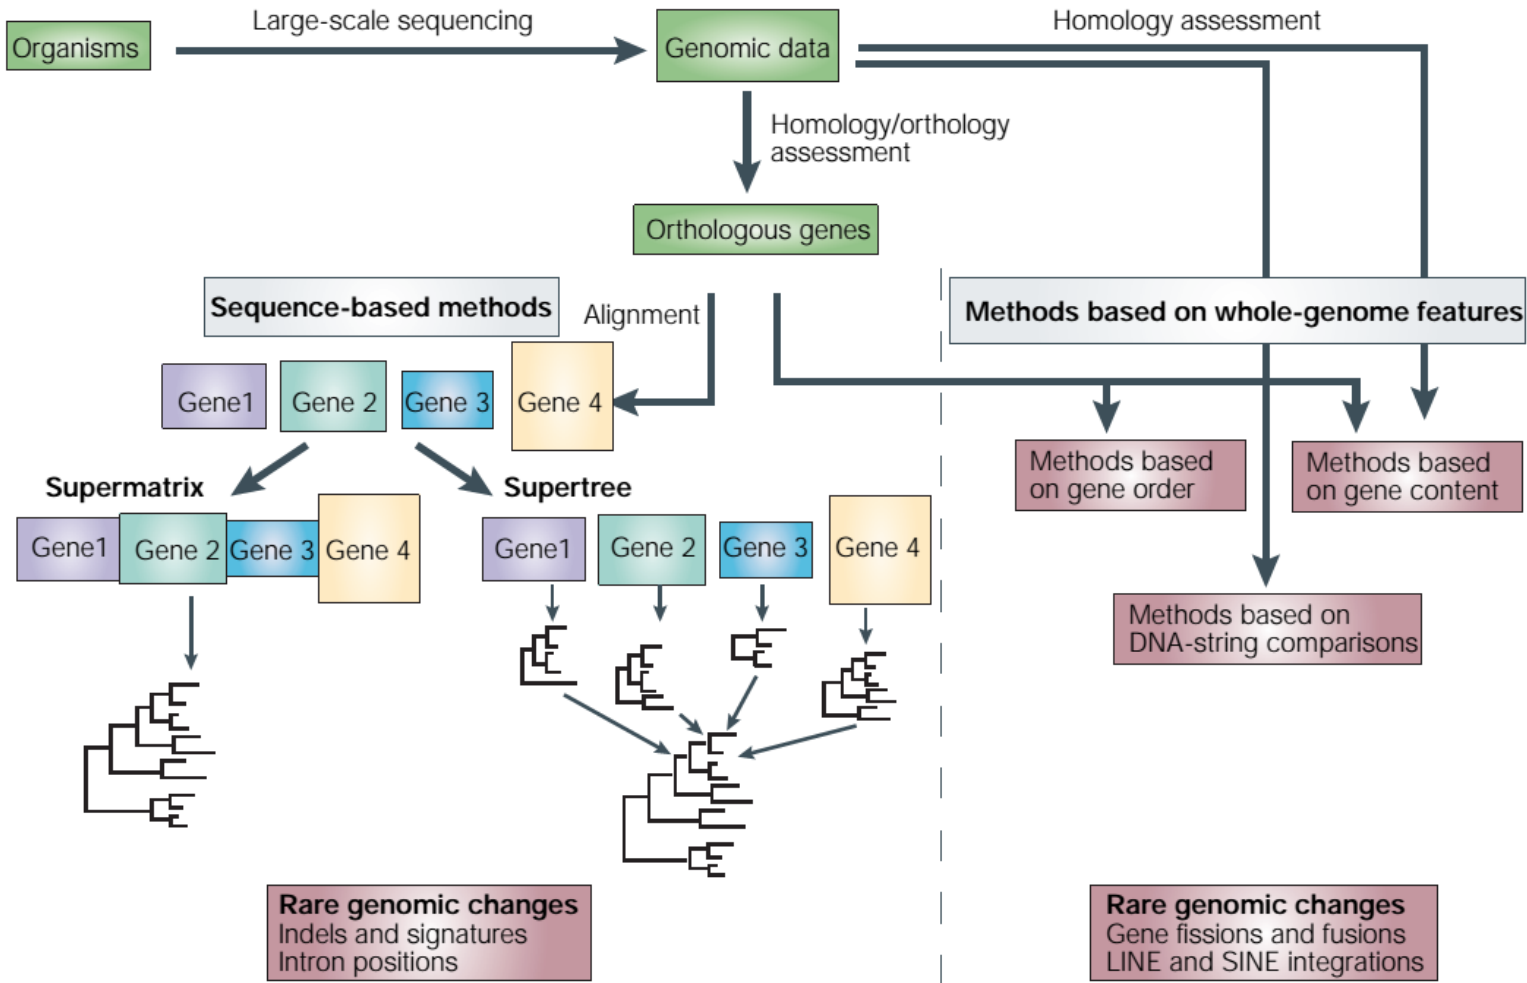 Large-scale sequencing
Homology assessment
Organisms
Genomic data
Homology/orthology
assessment
Orthologous genes
Sequence-based methods
Alignment
Methods based on whole-genome features
Gene1
Gene 2
Gene 3
Gene 4
Methods based
on gene order
Methods based
on gene content
Supermatrix
Gene1
Gene 2
Gene 3
Gene 4
Supertree
Gene1
Gene 2
Gene 3
Gene 4
Methods based on
DNA-string comparisons
Rare genomic changes
Indels and signatures
Intron positions
Rare genomic changes
Gene fissions and fusions
LINE and SINE integrations